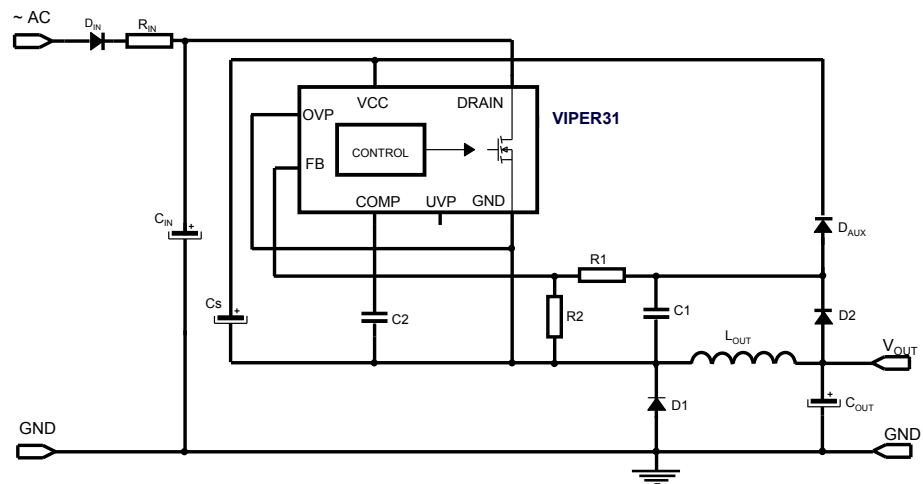 ~ AC
DIN
RIN
VCC
DRAIN
VIPER31
OVP
CONTROL
FB
COMP
UVP
GND
CIN
+
DAUX
R1
Cs
+
C2
R2
C1
D2
LOUT
VOUT
D1
+
COUT
GND
GND